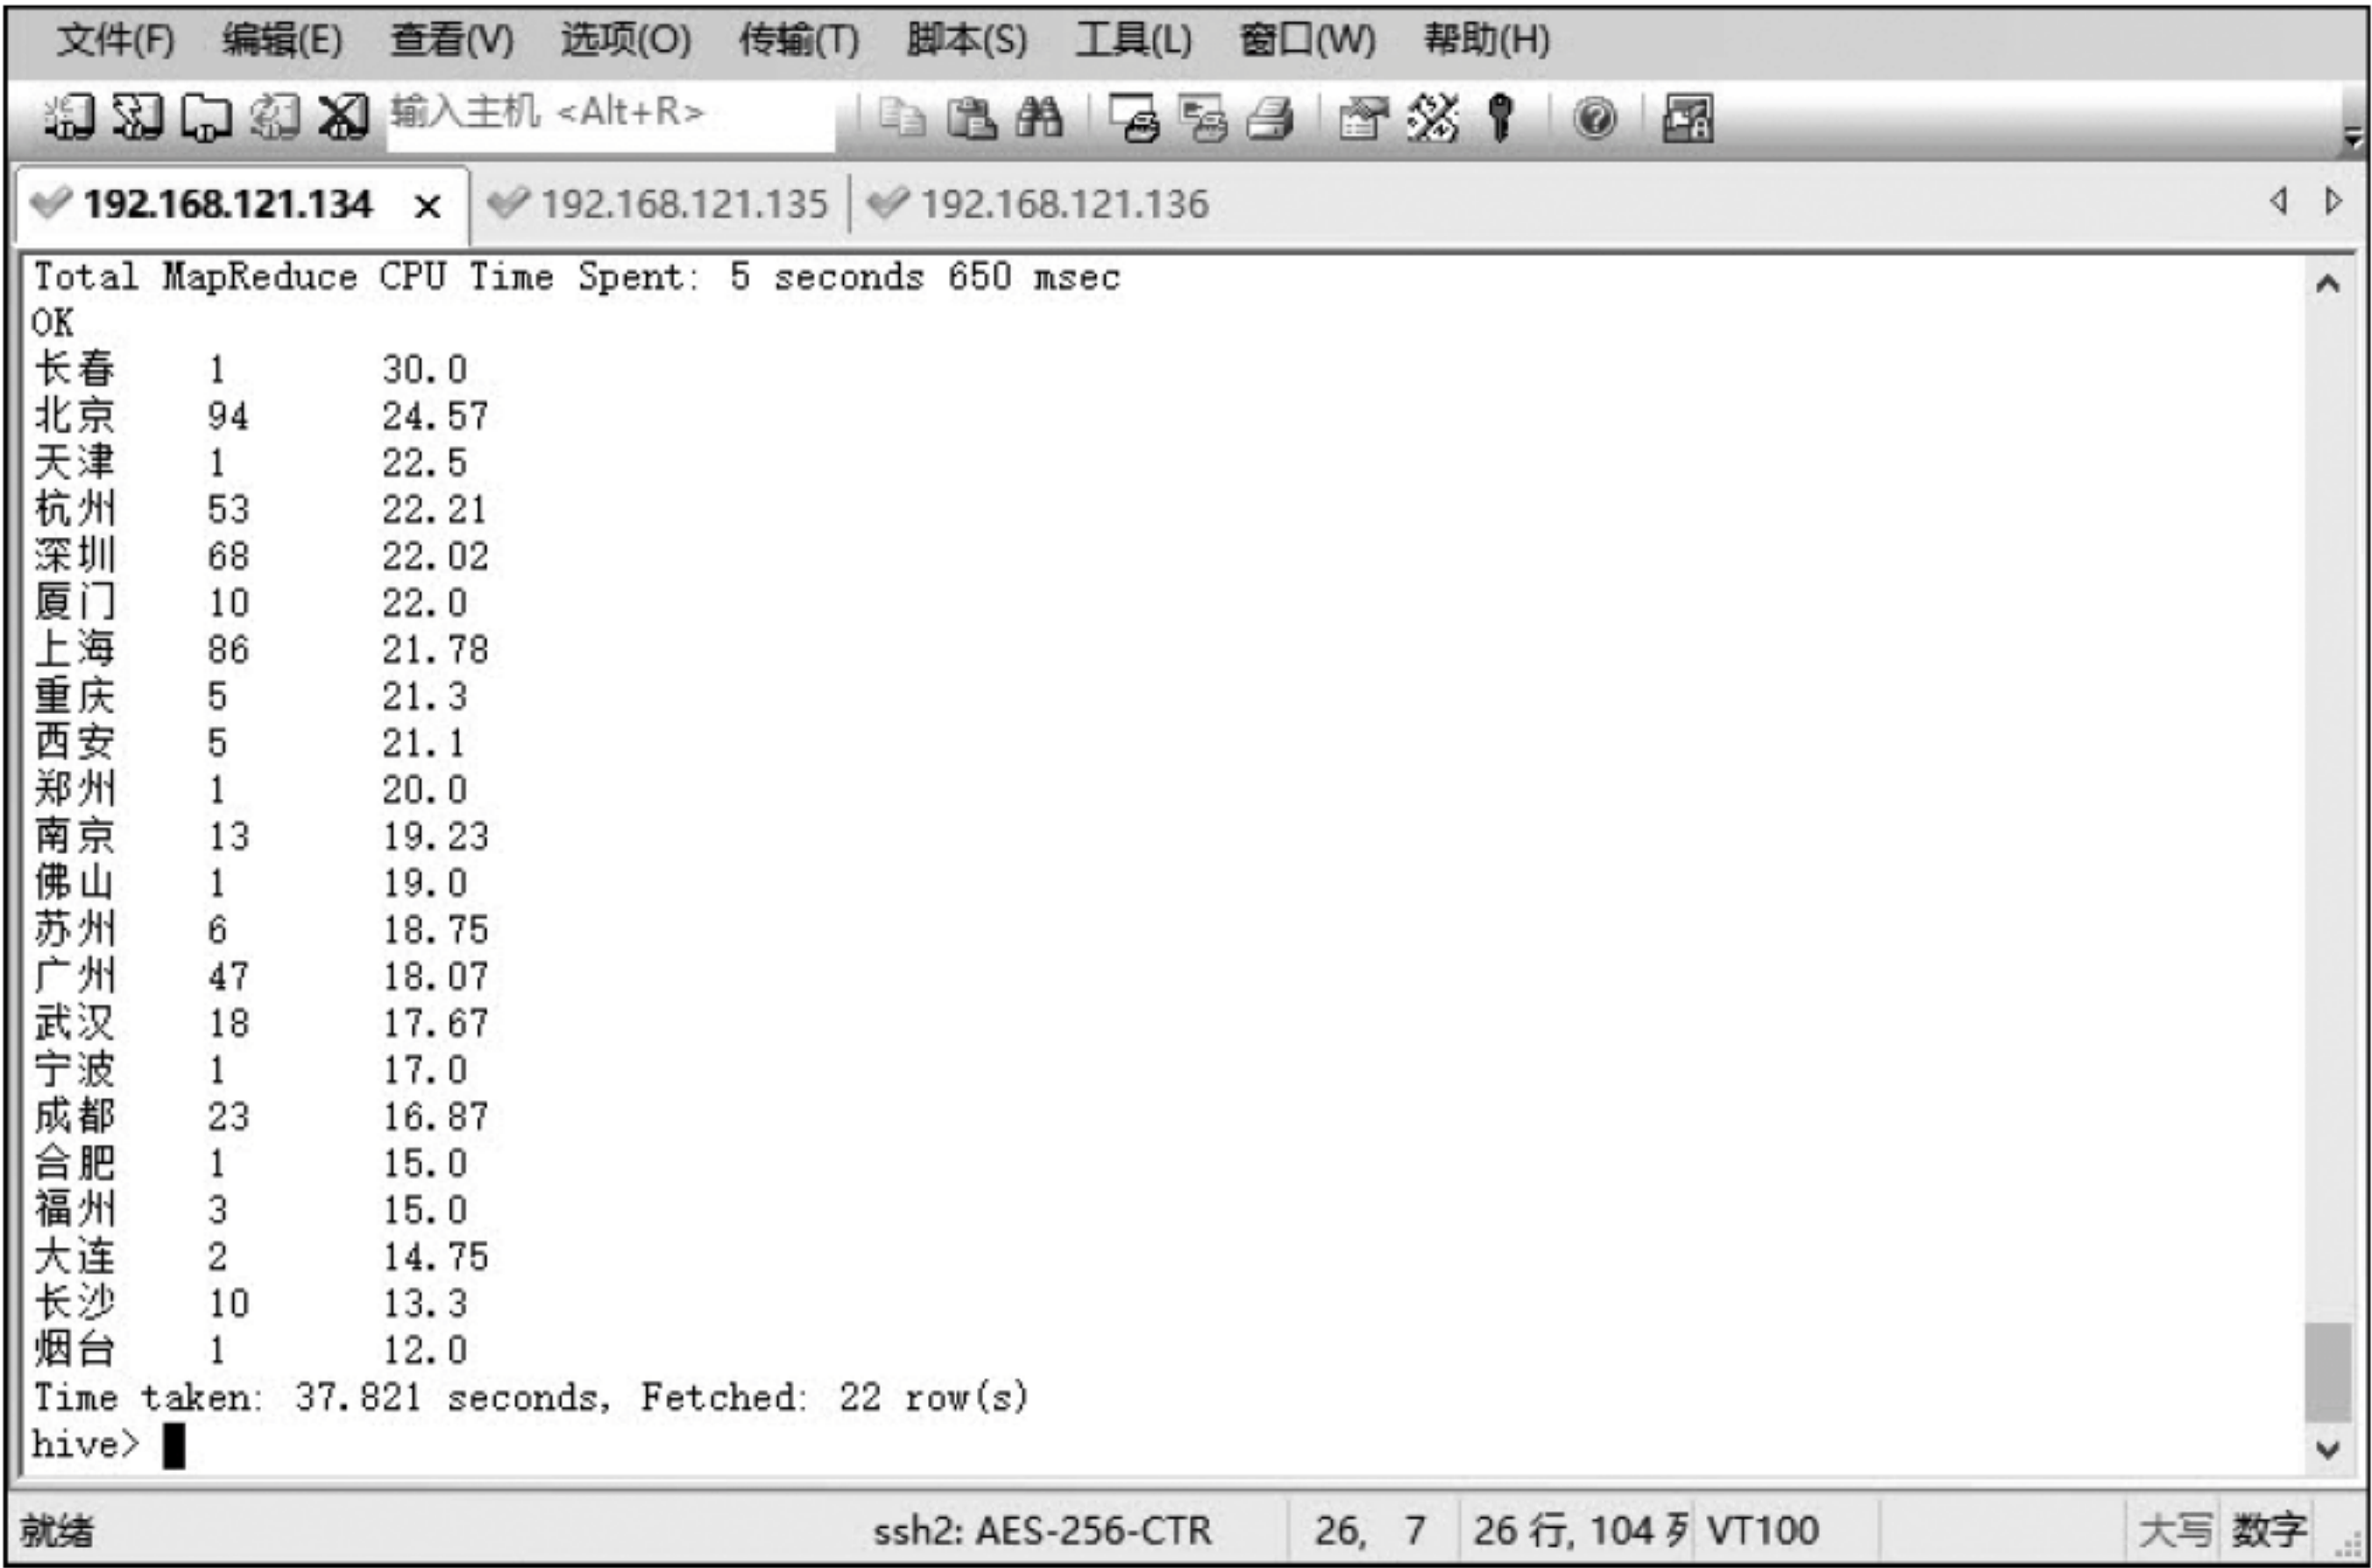 文件(F) 编辑(E) 查看(V) 选项(O) 传输(T) 脚本(S) 工具(L) 窗口(W) 帮助(H)
输入主机 <Alt+R>
192.168.121.134 × 192.168.121.135 192.168.121.136
Total MapReduce CPU Time Spent: 5 seconds 650 msec
OK
长春 1 30.0
北京 94 24.57
天津 1 22.5
杭州 53 22.21
深圳 68 22.02
厦门 10 22.0
上海 86 21.78
重庆 5 21.3
西安 5 21.1
郑州 1 20.0
南京 13 19.23
佛山 1 19.0
苏州 6 18.75
广州 47 18.07
武汉 18 17.67
宁波 1 17.0
成都 23 16.87
合肥 1 15.0
福州 3 15.0
大连 2 14.75
长沙 10 13.3
烟台 1 12.0
Time taken: 37.821 seconds, Fetched: 22 row(s)
hive>
就绪 ssh2: AES-256-CTR 26, 7 26 行, 104 列 VT100 大写 数字